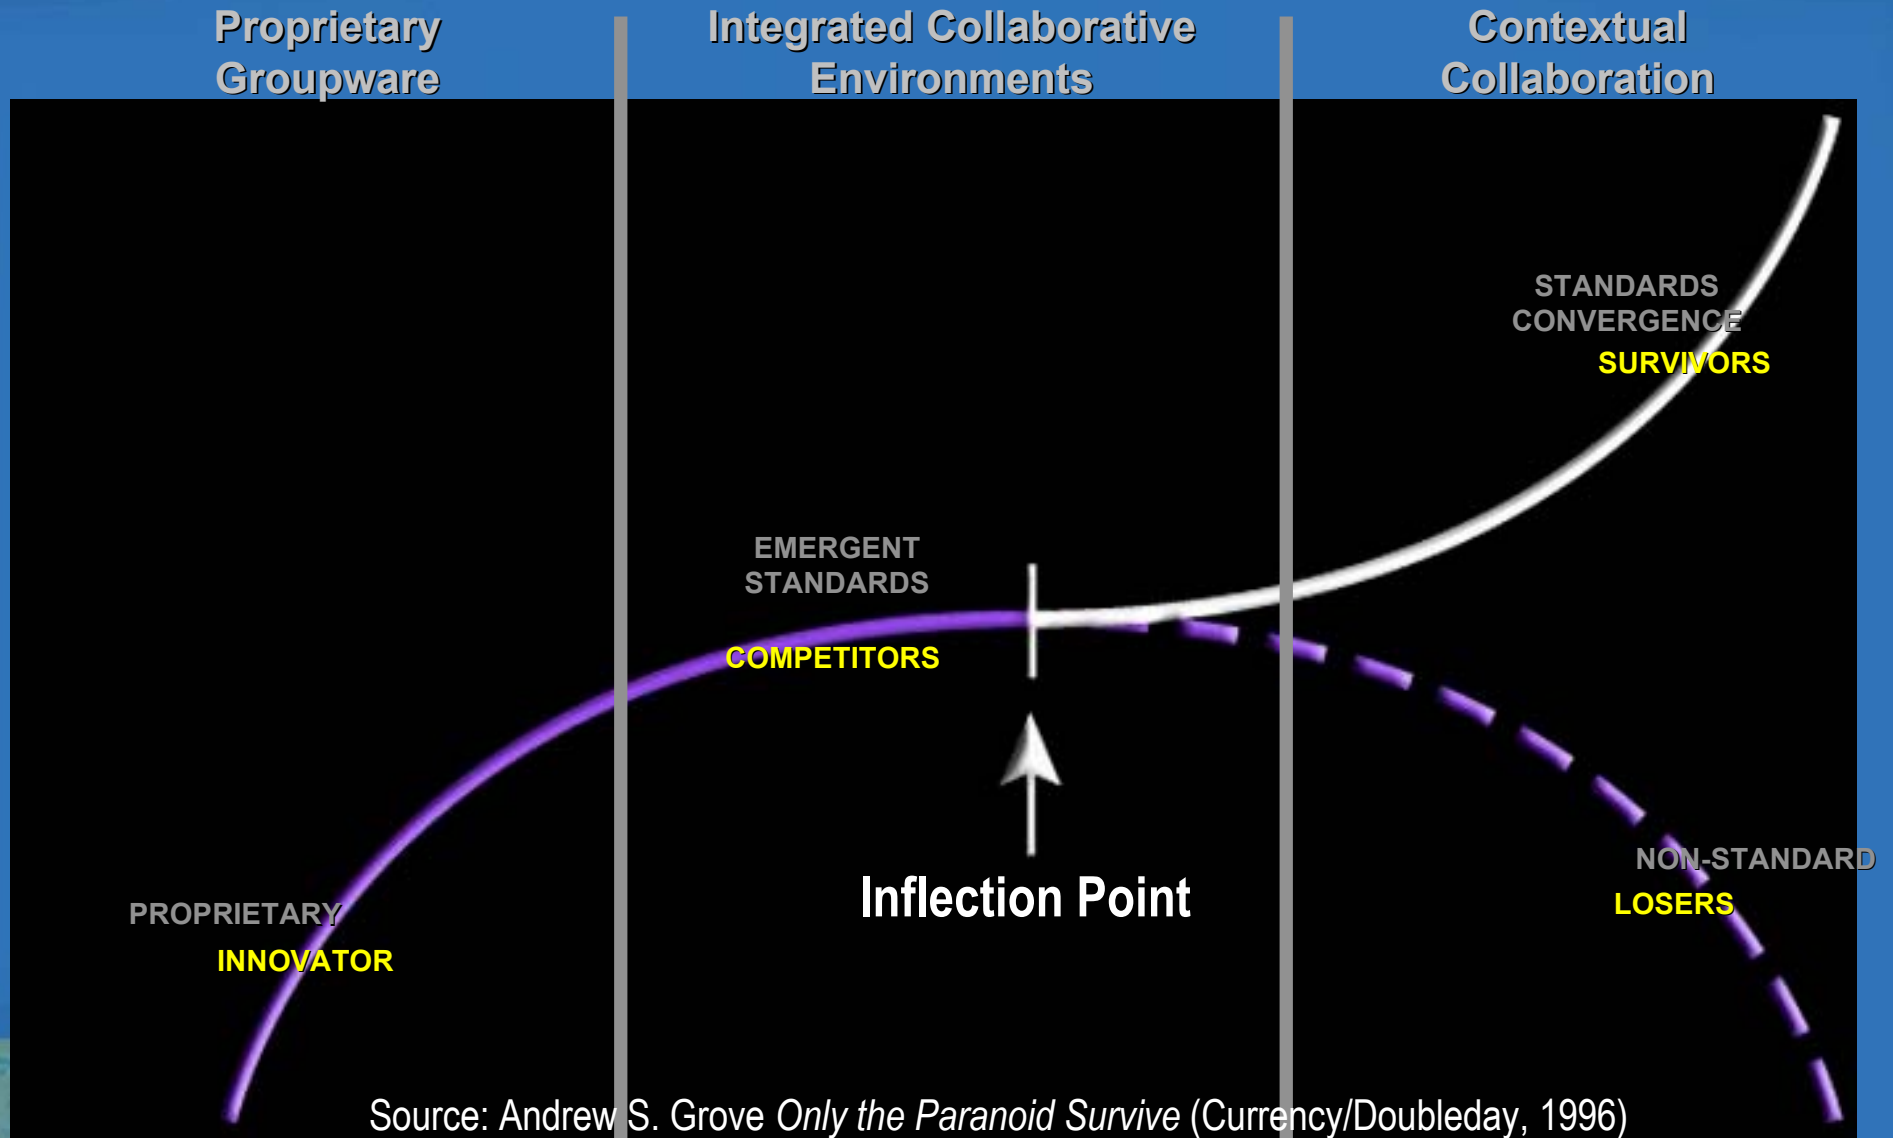 Proprietary
Groupware
Integrated Collaborative
Environments
Contextual
Collaboration
STANDARDS
CONVERGENCE
SURVIVORS
EMERGENT
STANDARDS
COMPETITORS
Inflection Point
NON-STANDARD
LOSERS
PROPRIETARY
INNOVATOR
Source: Andrew S. Grove Only the Paranoid Survive (Currency/Doubleday, 1996)